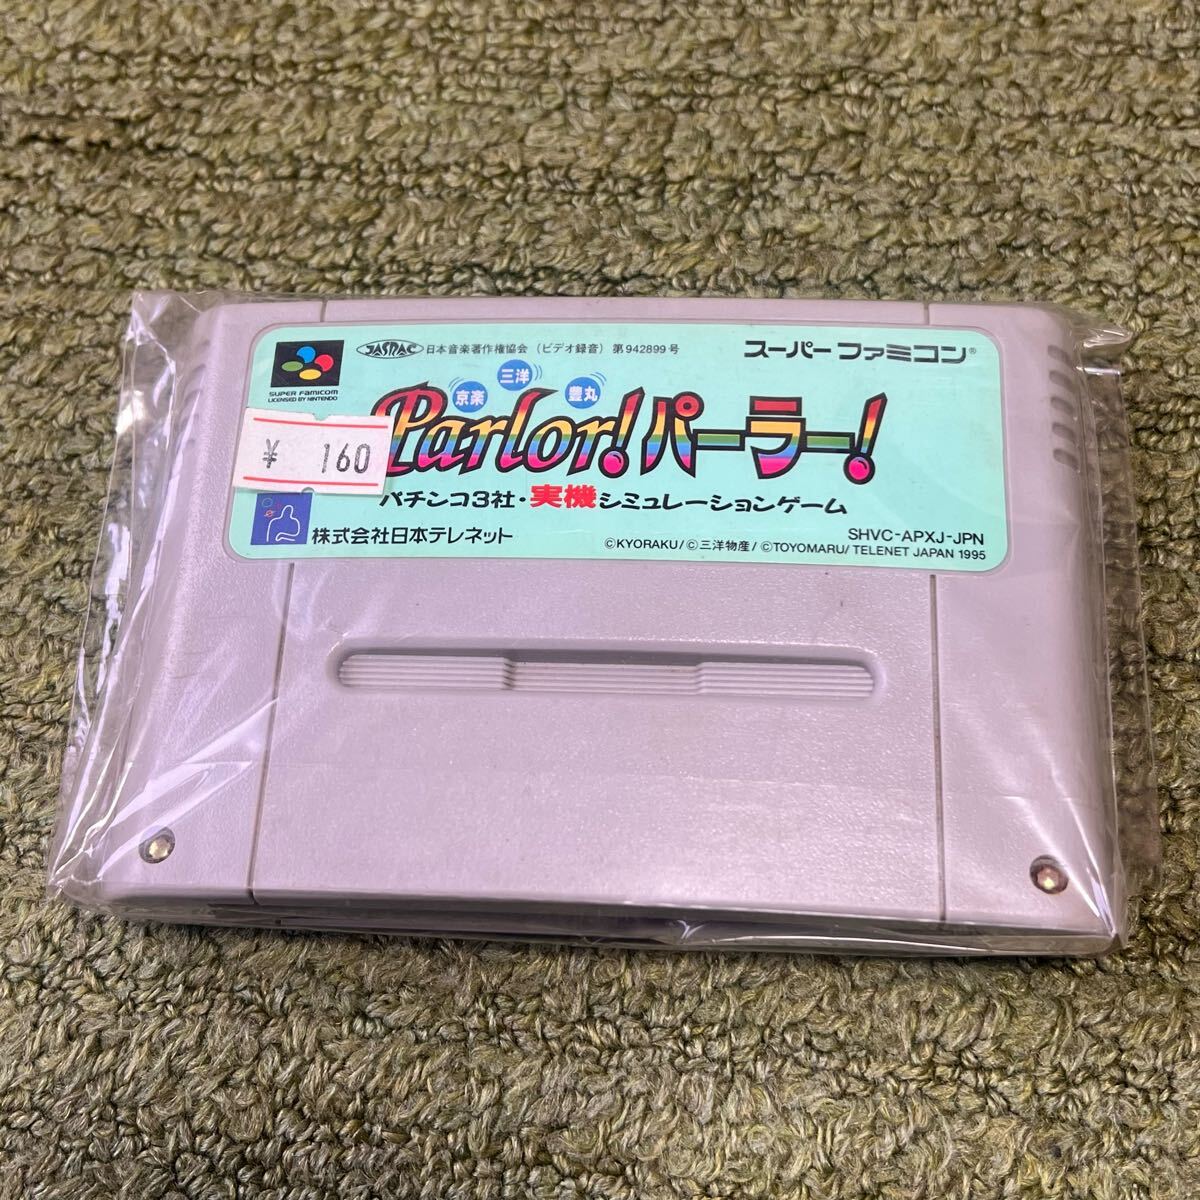 JASRAC 日本音楽著作権協会 (ビデオ録音) 第942899号
スーパーファミコン®
SUPER FAMICOM
LICENSED BY NINTENDO
京楽 三洋 豊丸
Parlor! パーラー!
¥ 160
パチンコ3社・実機シミュレーションゲーム
株式会社日本テレネット
SHVC-APXJ-JPN
©KYORAKU/©三洋物産/©TOYOMARU/TELENET JAPAN 1995